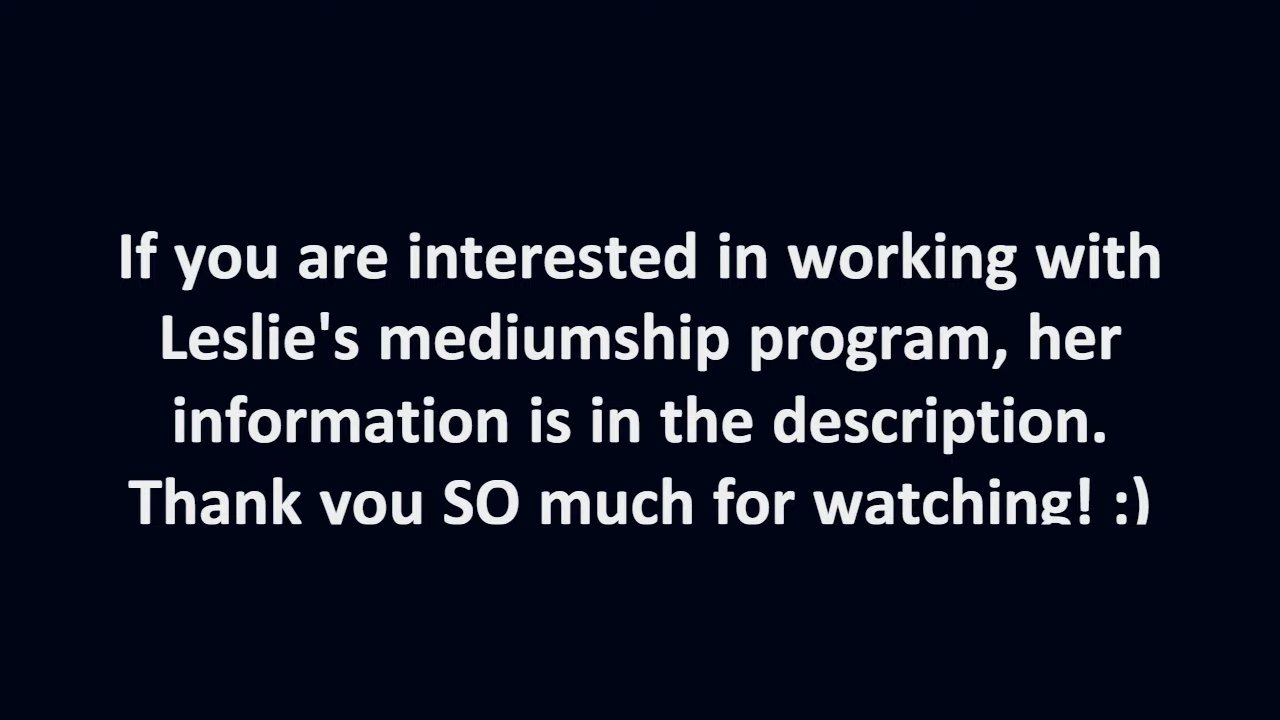 If you are interested in working with
Leslie's mediumship program, her
information is in the description.
Thank you SO much for watching! :)